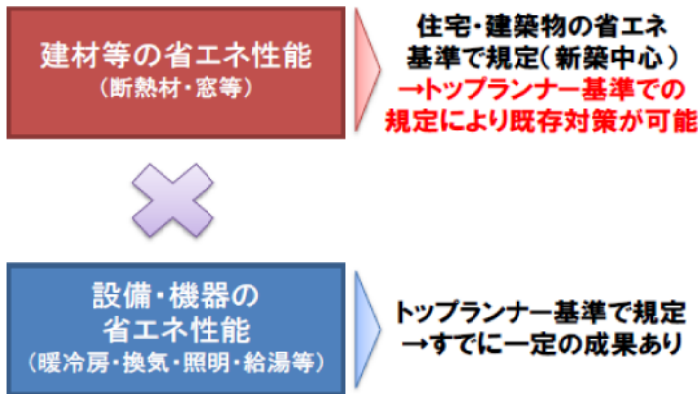 建材等の省エネ性能
（断熱材・窓等）
住宅・建築物の省エネ
基準で規定（新築中心）
→トップランナー基準での
規定により既存対策が可能
設備・機器の
省エネ性能
（暖冷房・換気・照明・給湯等）
トップランナー基準で規定
→すでに一定の成果あり